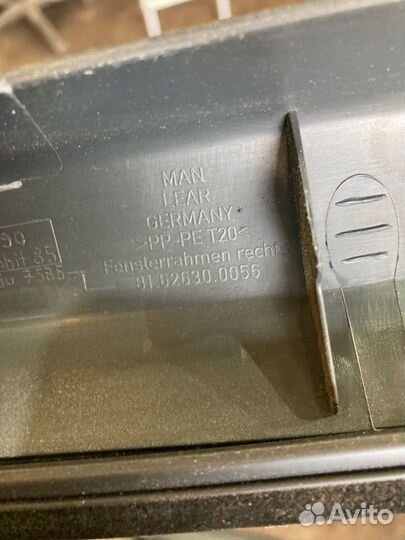 MAN
LEAR
GERMANY
>PP-PE T20<
Fensterrahmen rechts
81.62630.0056
Avito